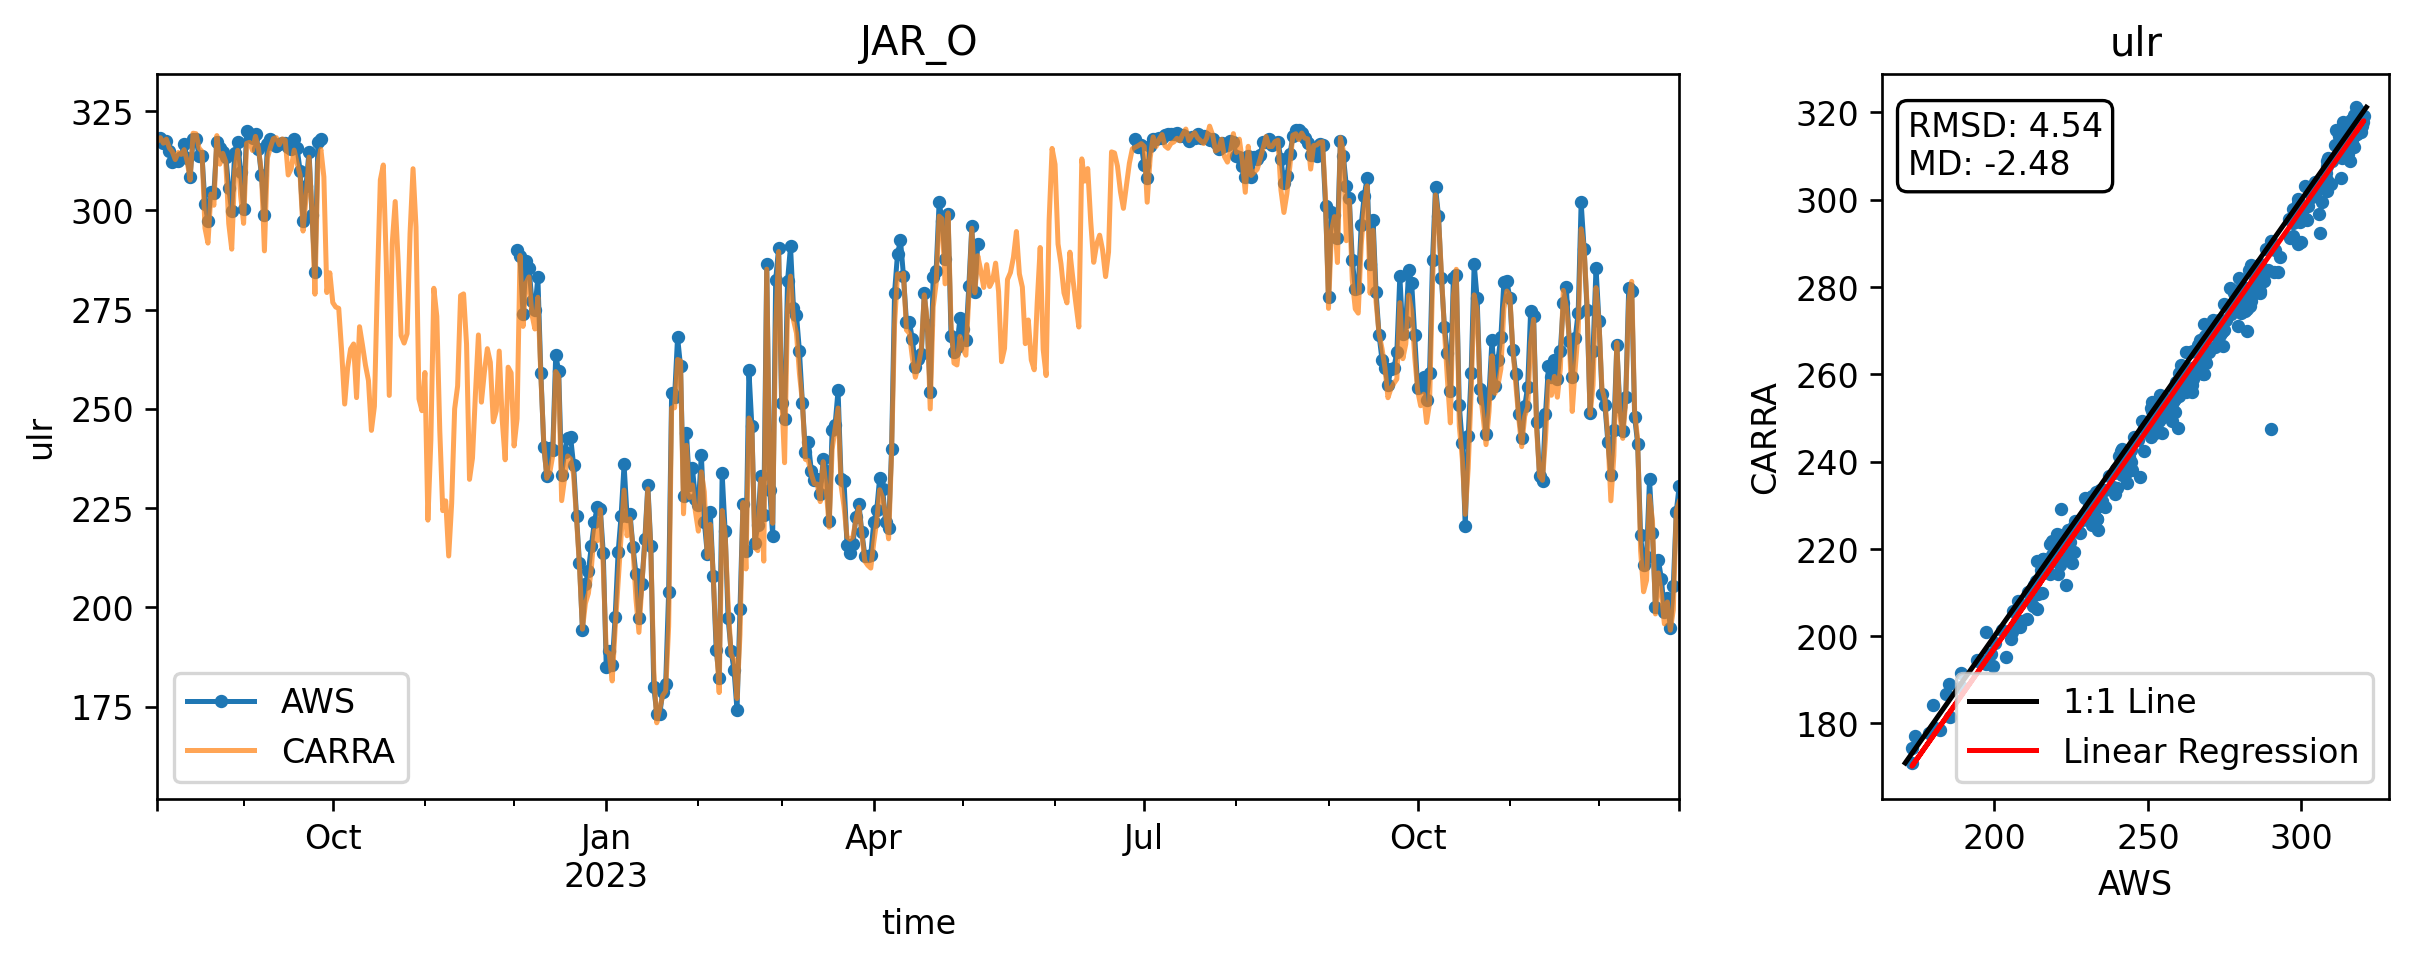 JAR_O
325
300
275
250
225
200
175
ulr
AWS
CARRA
Oct
Jan
2023
Apr
Jul
Oct
time
ulr
RMSD: 4.54
MD: -2.48
320
300
280
260
240
220
200
180
CARRA
1:1 Line
Linear Regression
200
250
300
AWS